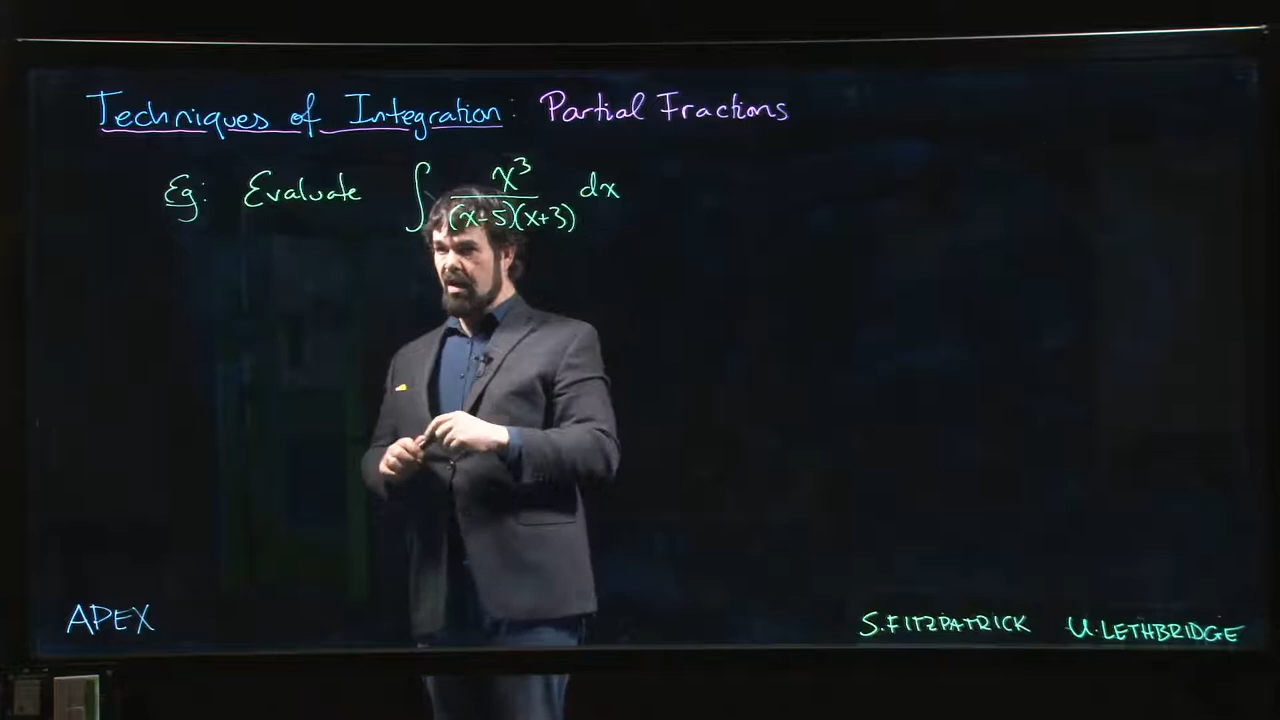 Techniques of Integration: Partial Fractions
Eg: Evaluate ∫ x³/((x-5)(x+3)) dx
APEX
S.FITZPATRICK U.LETHBRIDGE